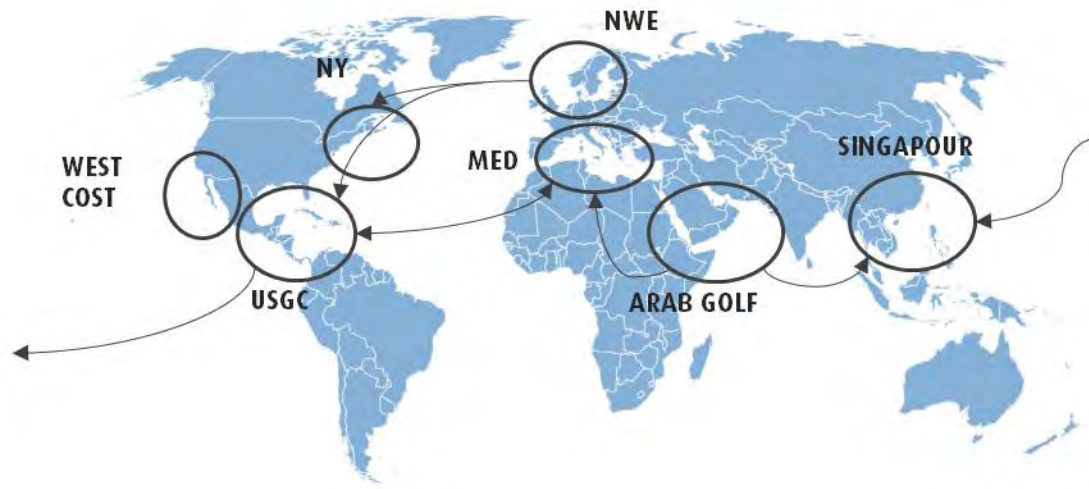 NWE
NY
MED
SINGAPOUR
WEST
COST
USGC
ARAB GOLF